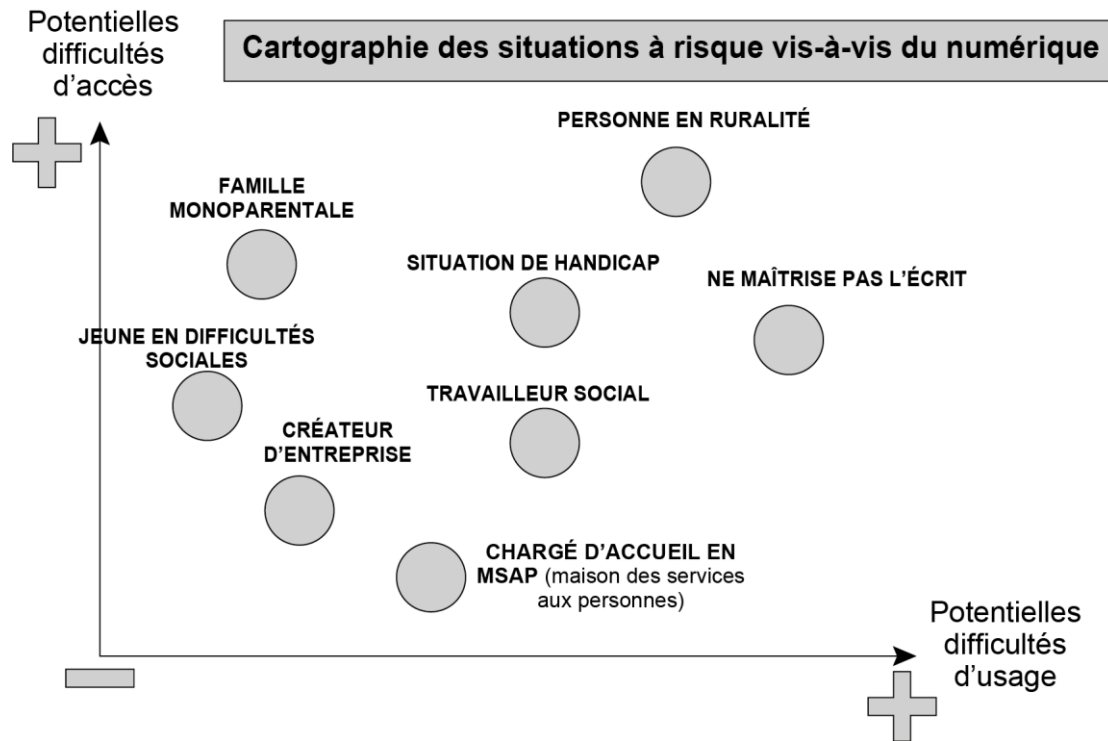 Potentielles
difficultés
d'accès
Cartographie des situations à risque vis-à-vis du numérique
PERSONNE EN RURALITÉ
FAMILLE
MONOPARENTALE
SITUATION DE HANDICAP
NE MAÎTRISE PAS L'ÉCRIT
JEUNE EN DIFFICULTÉS
SOCIALES
TRAVAILLEUR SOCIAL
CRÉATEUR
D'ENTREPRISE
CHARGÉ D'ACCUEIL EN
MSAP (maison des services
aux personnes)
Potentielles
difficultés
d'usage